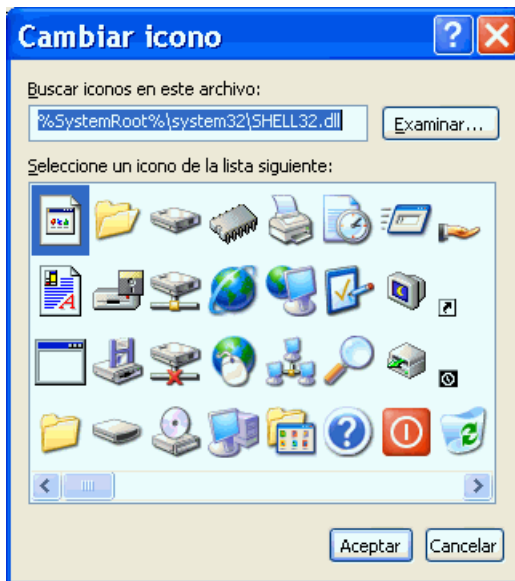 Cambiar icono
Buscar iconos en este archivo:
%SystemRoot%\system32\SHELL32.dll
Examinar...
Seleccione un icono de la lista siguiente:
Aceptar
Cancelar